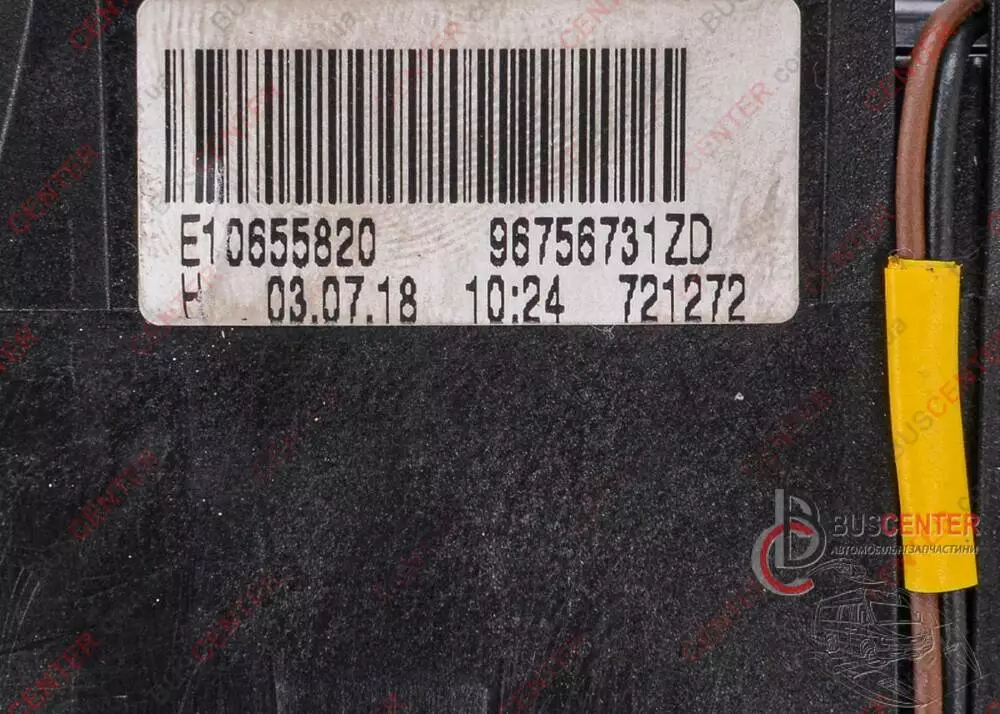 E10655820 96756731ZD
H 03.07.18 10:24 721272
BUSCENTER
АВТОМОБІЛЬНІ ЗАПЧАСТИНИ